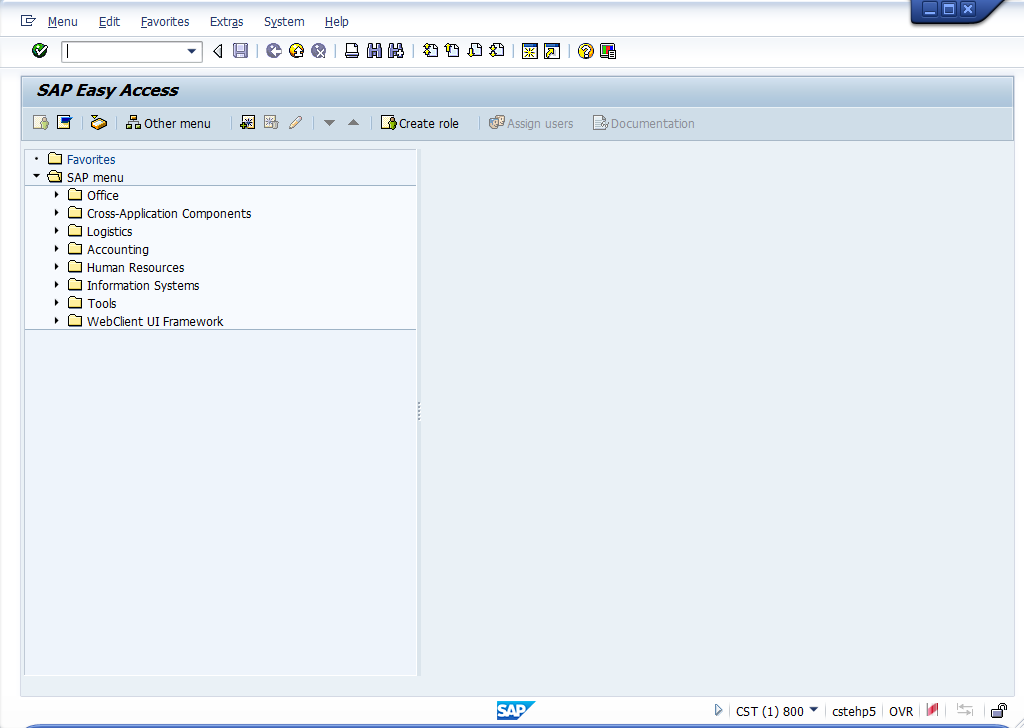 Menu Edit Favorites Extras System Help
SAP Easy Access
Other menu Create role Assign users Documentation
Favorites
SAP menu
Office
Cross-Application Components
Logistics
Accounting
Human Resources
Information Systems
Tools
WebClient UI Framework
SAP CST (1) 800 cstehp5 OVR